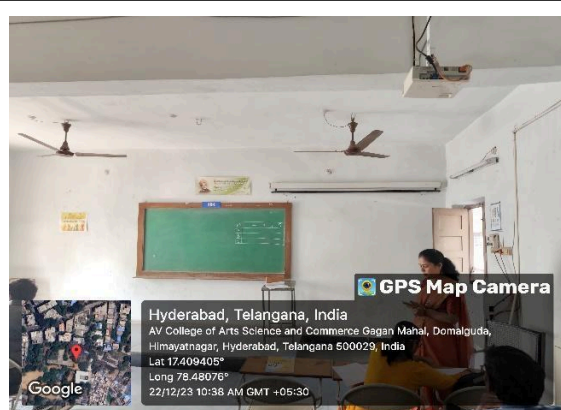 GPS Map Camera
Hyderabad, Telangana, India
AV College of Arts Science and Commerce Gagan Mahal, Domalguda,
Himayatnagar, Hyderabad, Telangana 500029, India
Lat 17.409405°
Long 78.48076°
22/12/23 10:38 AM GMT +05:30
Google